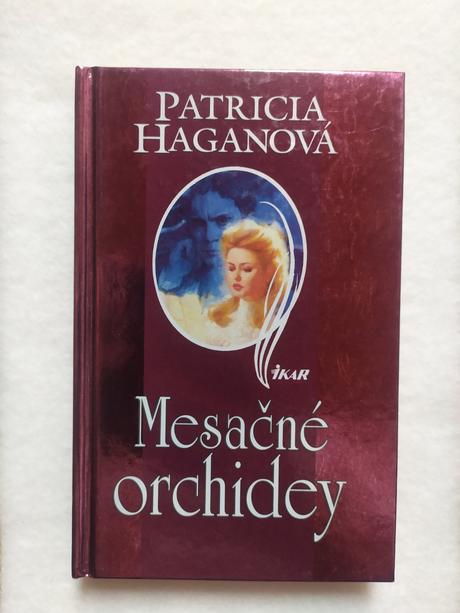 PATRICIA
HAGANOVÁ
IKAR
Mesačné
orchidey